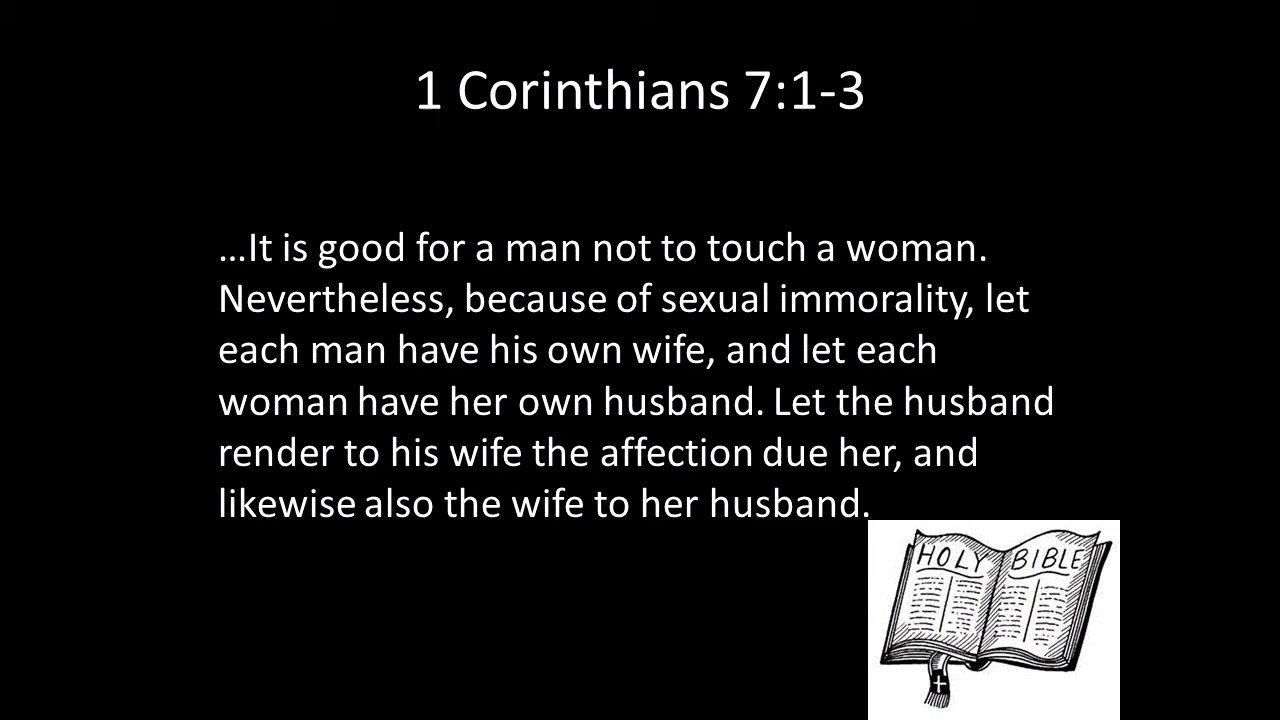 1 Corinthians 7:1-3
…It is good for a man not to touch a woman.
Nevertheless, because of sexual immorality, let
each man have his own wife, and let each
woman have her own husband. Let the husband
render to his wife the affection due her, and
likewise also the wife to her husband.
HOLY BIBLE